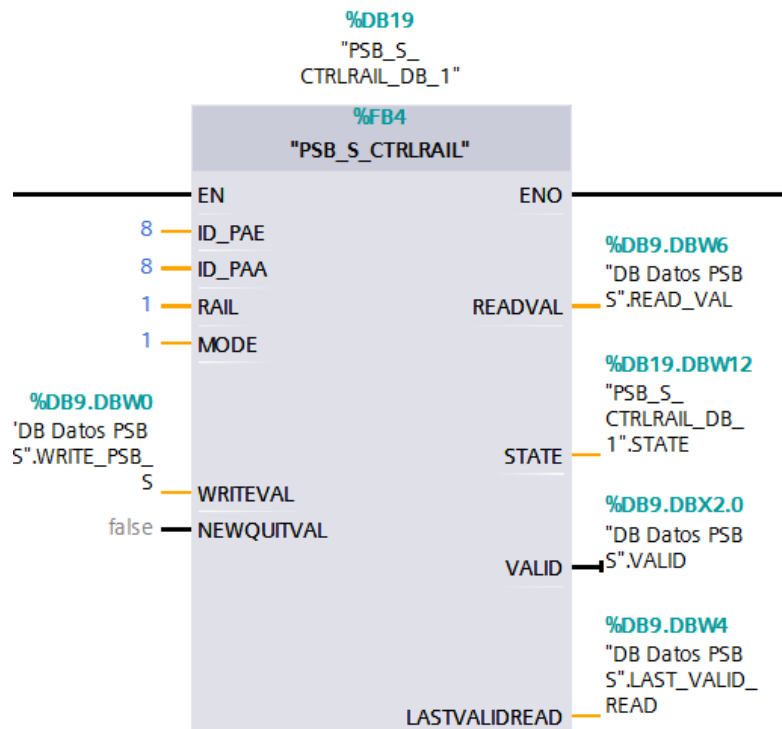 %DB19
"PSB_S_
CTRLRAIL_DB_1"
%FB4
"PSB_S_CTRLRAIL"
EN
ENO
8
ID_PAE
8
ID_PAA
1
RAIL
1
MODE
%DB9.DBW0
'DB Datos PSB
S".WRITE_PSB_
S
WRITEVAL
false
NEWQUITVAL
READVAL
%DB9.DBW6
"DB Datos PSB
S".READ_VAL
STATE
%DB19.DBW12
"PSB_S_
CTRLRAIL_DB_
1".STATE
VALID
%DB9.DBX2.0
"DB Datos PSB
S".VALID
LASTVALIDREAD
%DB9.DBW4
"DB Datos PSB
S".LAST_VALID_
READ